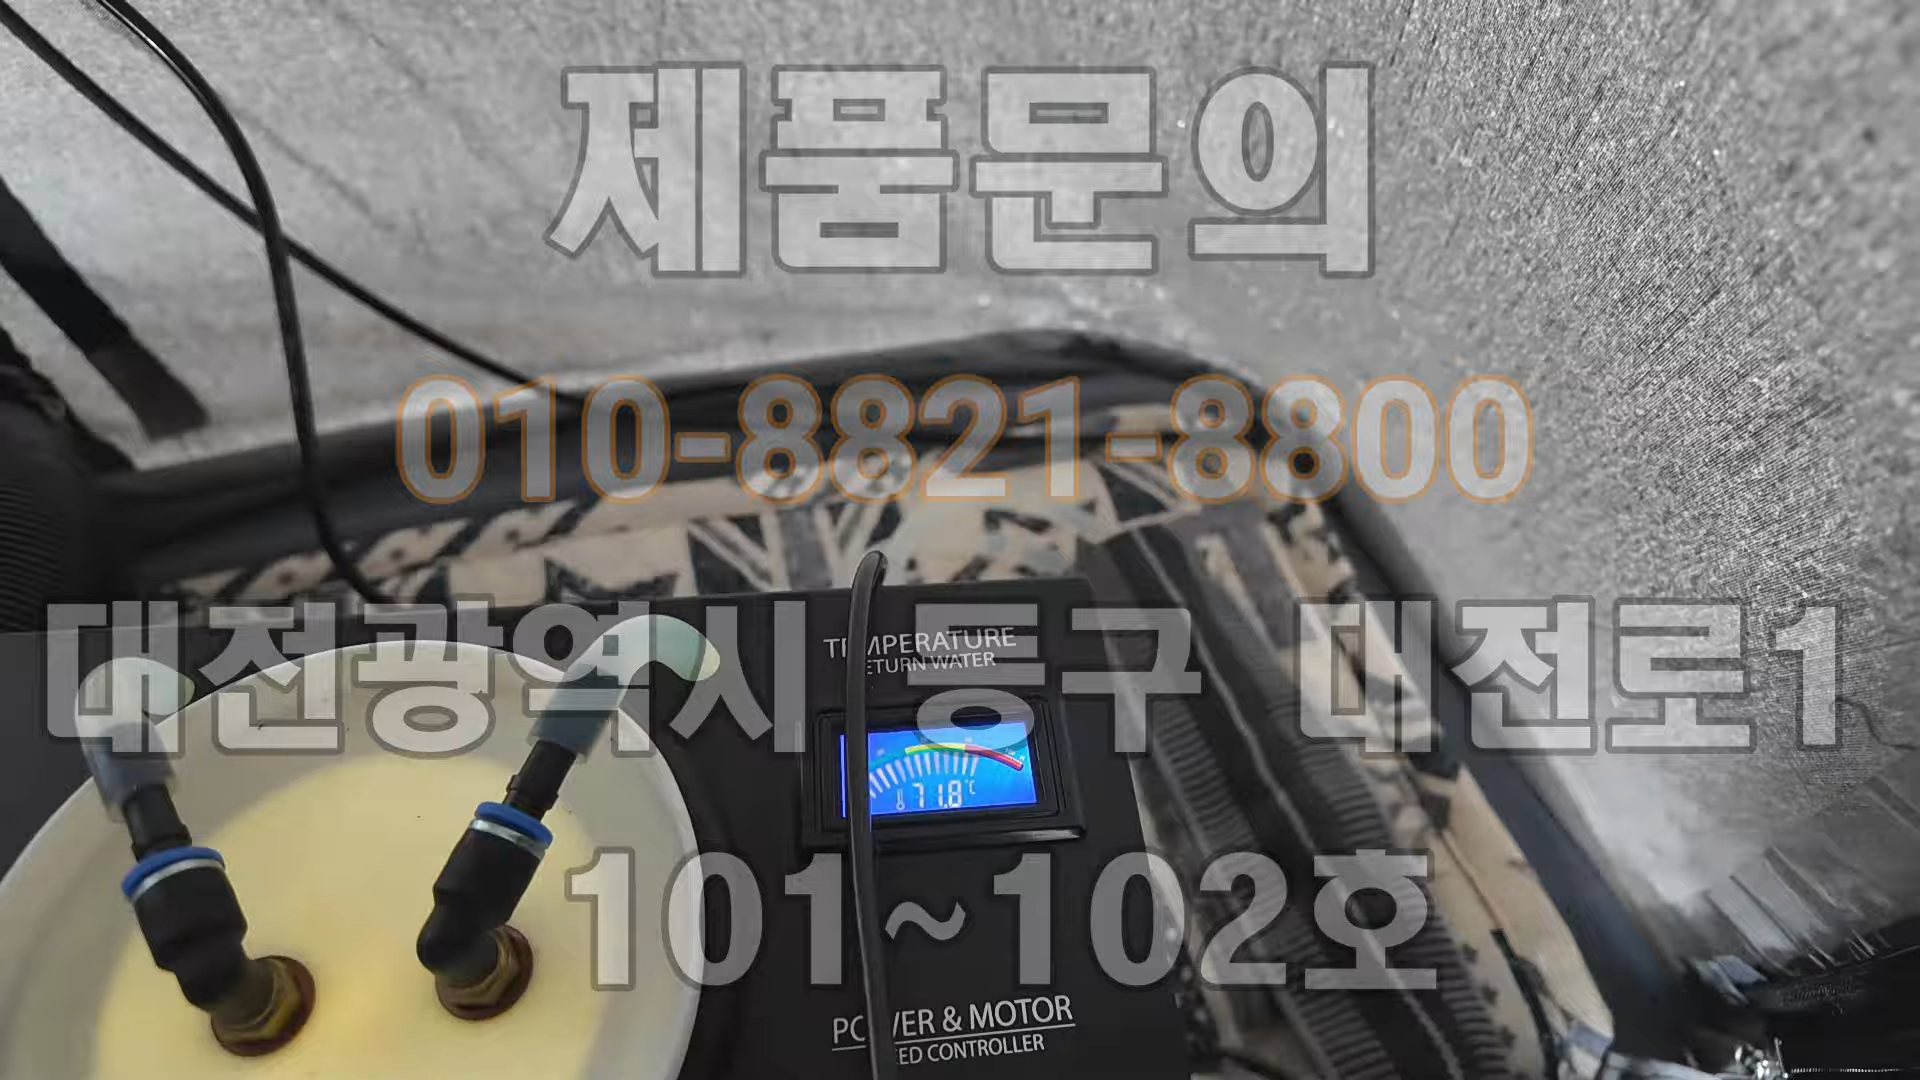 제품문의
010-8821-8800
대전광역시 동구 대전로1
TEMPERATURE
RETURN WATER
71.8°C
101~102호
POWER & MOTOR
SPEED CONTROLLER